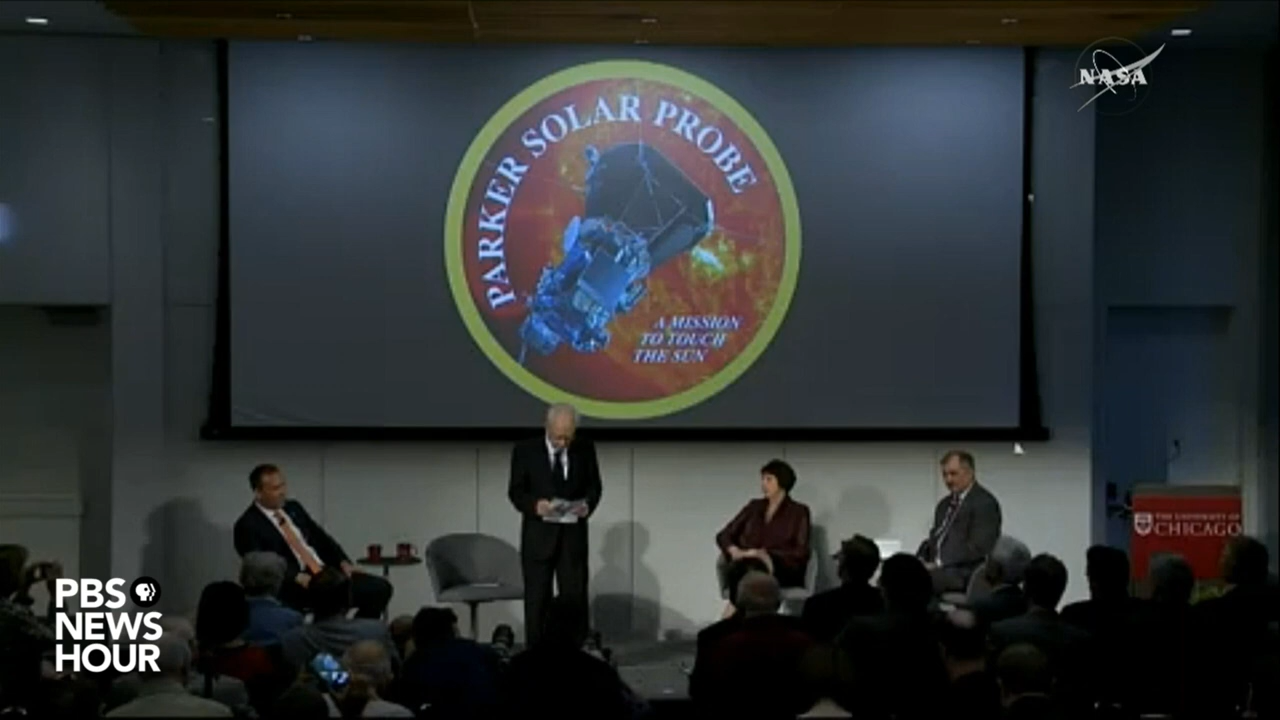 NASA
PARKER SOLAR PROBE
A MISSION
TO TOUCH
THE SUN
THE UNIVERSITY OF
CHICAGO
PBS
NEWS
HOUR